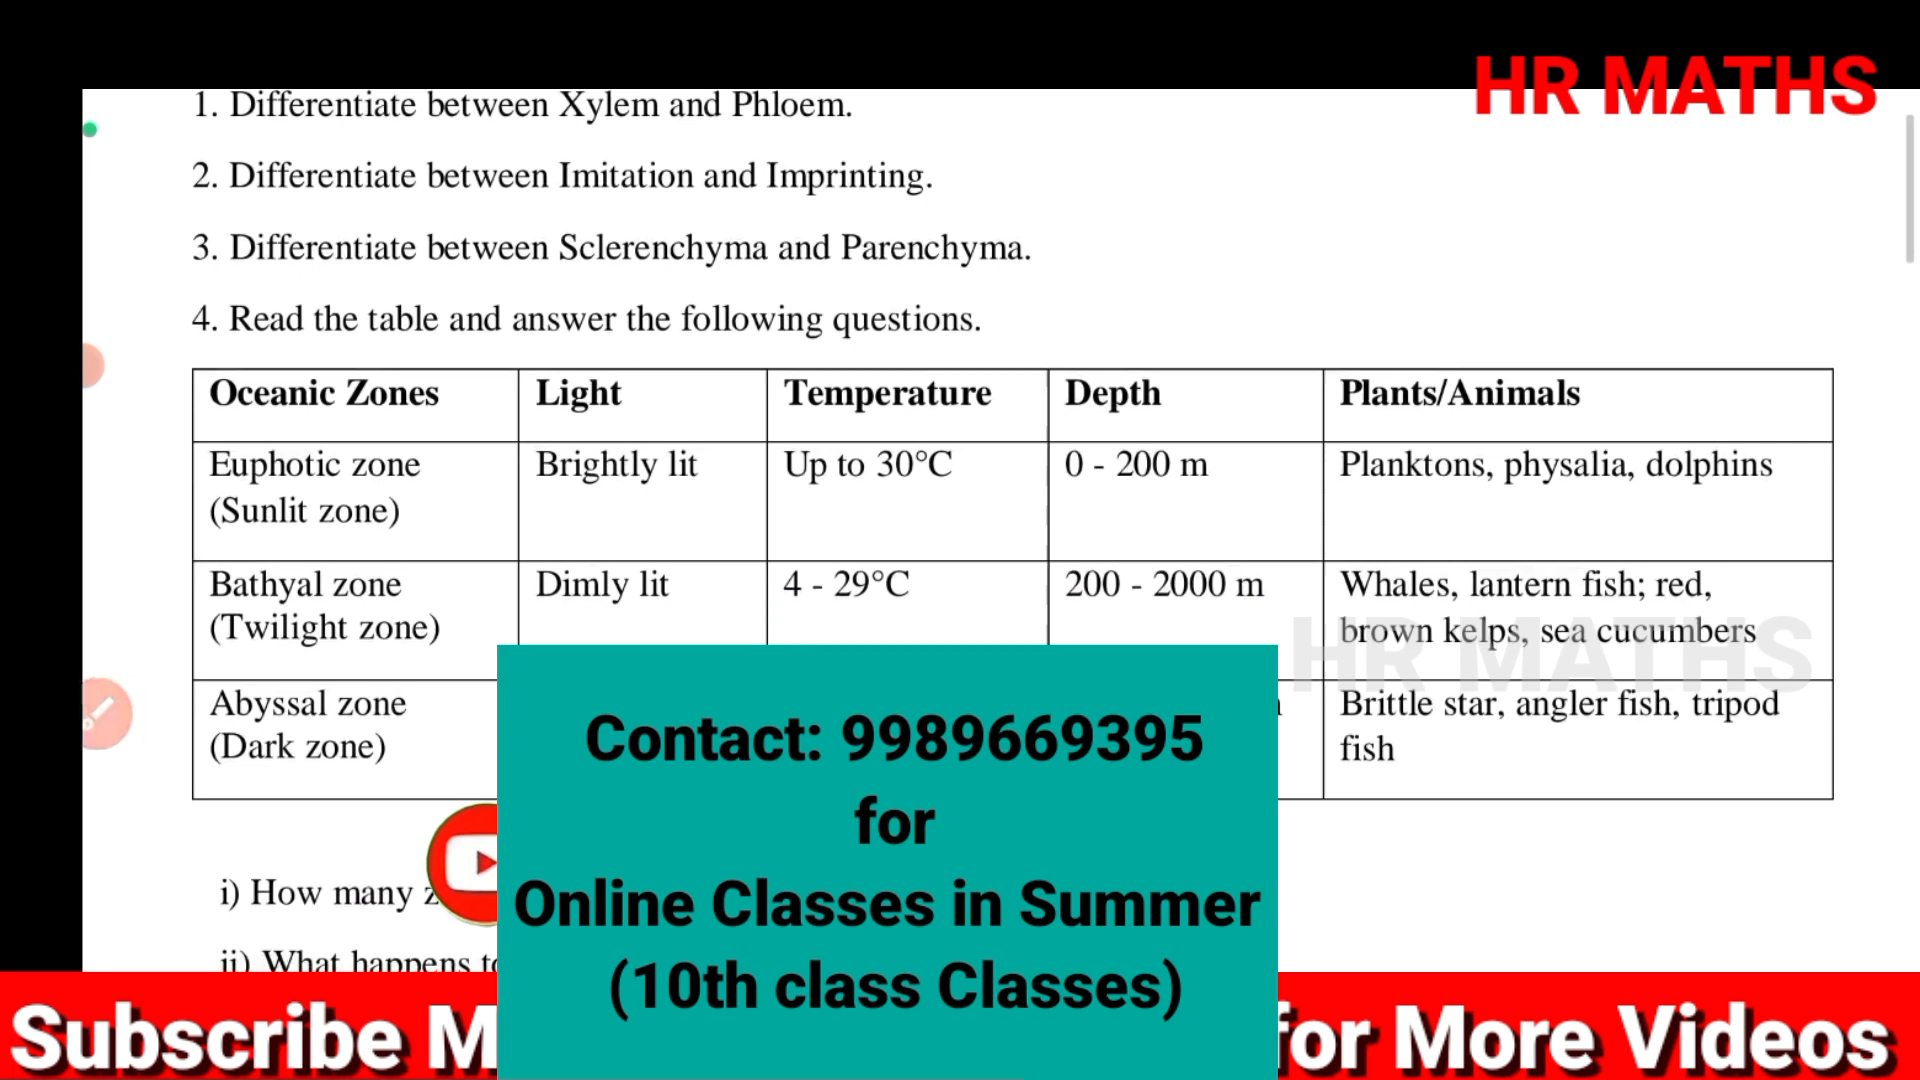 HR MATHS
1. Differentiate between Xylem and Phloem.
2. Differentiate between Imitation and Imprinting.
3. Differentiate between Sclerenchyma and Parenchyma.
4. Read the table and answer the following questions.
Oceanic Zones Light Temperature Depth Plants/Animals
Euphotic zone Brightly lit Up to 30°C 0 - 200 m Planktons, physalia, dolphins
(Sunlit zone)
Bathyal zone Dimly lit 4 - 29°C 200 - 2000 m Whales, lantern fish; red,
(Twilight zone) brown kelps, sea cucumbers
HR MATHS
Abyssal zone Brittle star, angler fish, tripod
(Dark zone) fish
Contact: 9989669395
for
Online Classes in Summer
(10th class Classes)
i) How many
ii) What happens
Subscribe for More Videos